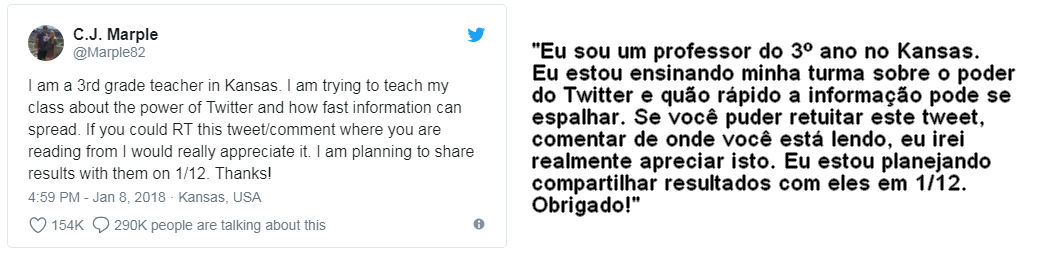 C.J. Marple
@Marple82
I am a 3rd grade teacher in Kansas. I am trying to teach my
class about the power of Twitter and how fast information can
spread. If you could RT this tweet/comment where you are
reading from I would really appreciate it. I am planning to share
results with them on 1/12. Thanks!
4:59 PM - Jan 8, 2018 · Kansas, USA
154K 290K people are talking about this
"Eu sou um professor do 3º ano no Kansas.
Eu estou ensinando minha turma sobre o poder
do Twitter e quão rápido a informação pode se
espalhar. Se você puder retuitar este tweet,
comentar de onde você está lendo, eu irei
realmente apreciar isto. Eu estou planejando
compartilhar resultados com eles em 1/12.
Obrigado!"